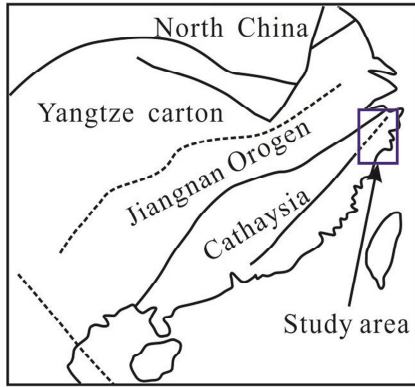 North China
Yangtze carton
Jiangnan Orogen
Cathaysia
Study area